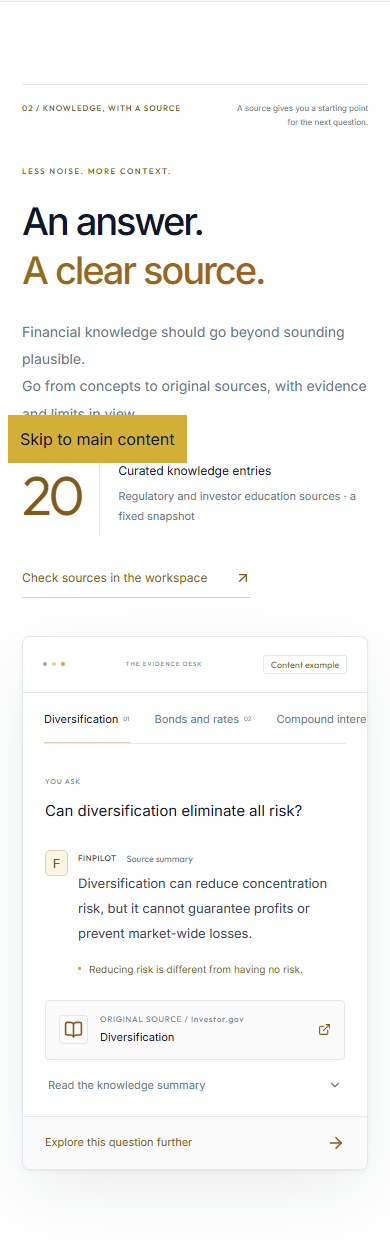 02 / KNOWLEDGE, WITH A SOURCE
A source gives you a starting point
for the next question.
LESS NOISE. MORE CONTEXT.
An answer.
A clear source.
Financial knowledge should go beyond sounding
plausible.
Go from concepts to original sources, with evidence
and limits in view.
Skip to main content
20
Curated knowledge entries
Regulatory and investor education sources · a
fixed snapshot
Check sources in the workspace
THE EVIDENCE DESK
Content example
Diversification 01
Bonds and rates 02
Compound intere
YOU ASK
Can diversification eliminate all risk?
F
FINPILOT Source summary
Diversification can reduce concentration
risk, but it cannot guarantee profits or
prevent market-wide losses.
Reducing risk is different from having no risk.
ORIGINAL SOURCE / Investor.gov
Diversification
Read the knowledge summary
Explore this question further